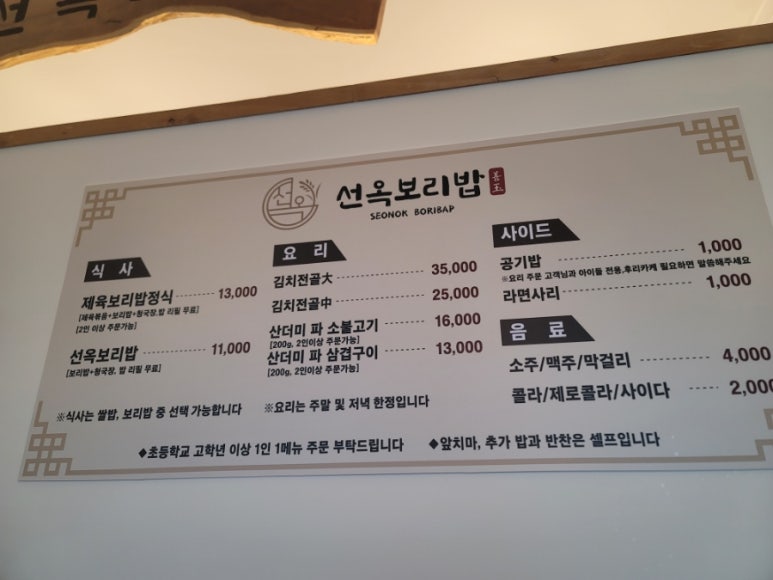 선옥
선옥보리밥 善玉
SEONOK BORIBAP
식 사
제육보리밥정식 13,000
[제육볶음+보리밥+청국장,밥 리필 무료]
[2인 이상 주문가능]
선옥보리밥 11,000
[보리밥+청국장, 밥 리필 무료]
※식사는 쌀밥, 보리밥 중 선택 가능합니다
요 리
김치전골大 35,000
김치전골中 25,000
산더미 파 소불고기 16,000
[200g, 2인이상 주문가능]
산더미 파 삼겹구이 13,000
[200g, 2인이상 주문가능]
※요리는 주말 및 저녁 한정입니다
사이드
공기밥 1,000
※요리 주문 고객님과 아이들 전용,후리카케 필요하면 말씀해주세요
라면사리 1,000
음 료
소주/맥주/막걸리 4,000
콜라/제로콜라/사이다 2,000
◆초등학교 고학년 이상 1인 1메뉴 주문 부탁드립니다 ◆앞치마, 추가 밥과 반찬은 셀프입니다